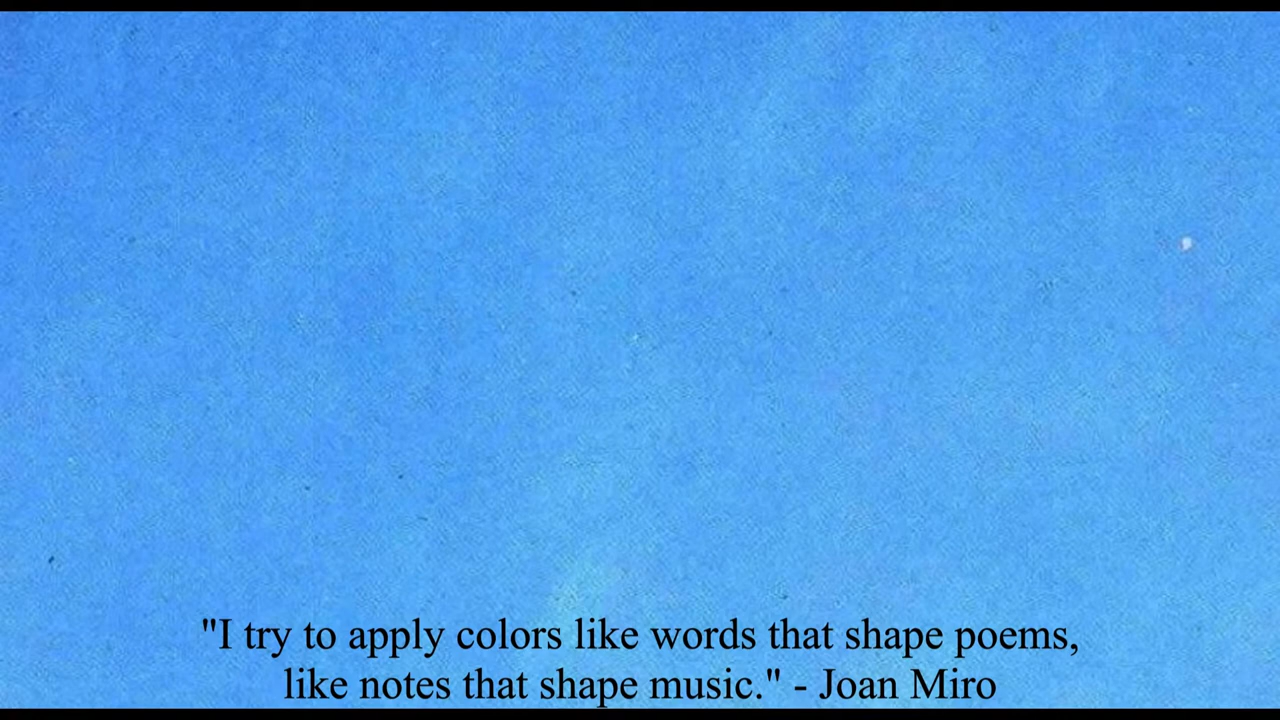 "I try to apply colors like words that shape poems,
like notes that shape music." - Joan Miro